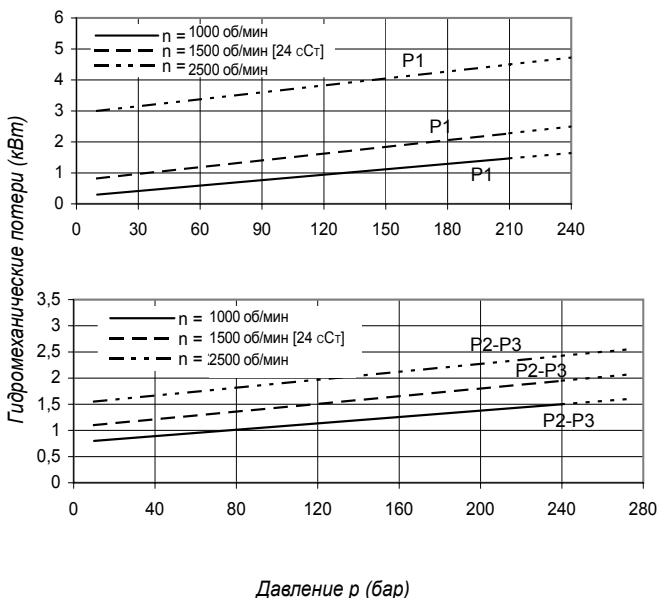 6
5
4
3
2
1
0
n = 1000 об/мин
n = 1500 об/мин [24 сСт]
n = 2500 об/мин
P1
P1
P1
0 30 60 90 120 150 180 210 240
Гидромеханические потери (кВт)
3,5
3
2,5
2
1,5
1
0,5
0
n = 1000 об/мин
n = 1500 об/мин [24 сСт]
n = 2500 об/мин
P2-P3
P2-P3
P2-P3
0 40 80 120 160 200 240 280
Давление p (бар)